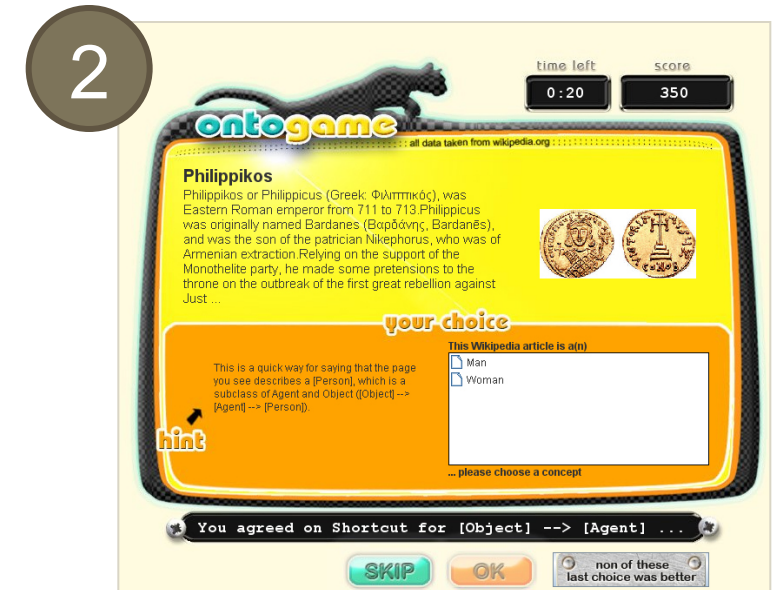 2
time left
score
0:20
350
ontogame
all data taken from wikipedia.org
Philippikos
Philippikos or Philippicus (Greek: Φιλιππικός), was
Eastern Roman emperor from 711 to 713.Philippicus
was originally named Bardanes (Βαρδάνης, Bardanēs),
and was the son of the patrician Nikephorus, who was of
Armenian extraction.Relying on the support of the
Monothelite party, he made some pretensions to the
throne on the outbreak of the first great rebellion against
Just ...
your choice
This Wikipedia article is a(n)
This is a quick way for saying that the page
you see describes a [Person], which is a
subclass of Agent and Object ([Object] -->
[Agent] --> [Person]).
Man
Woman
hint
... please choose a concept
You agreed on Shortcut for [Object] --> [Agent] ...
SKIP
OK
non of these
last choice was better